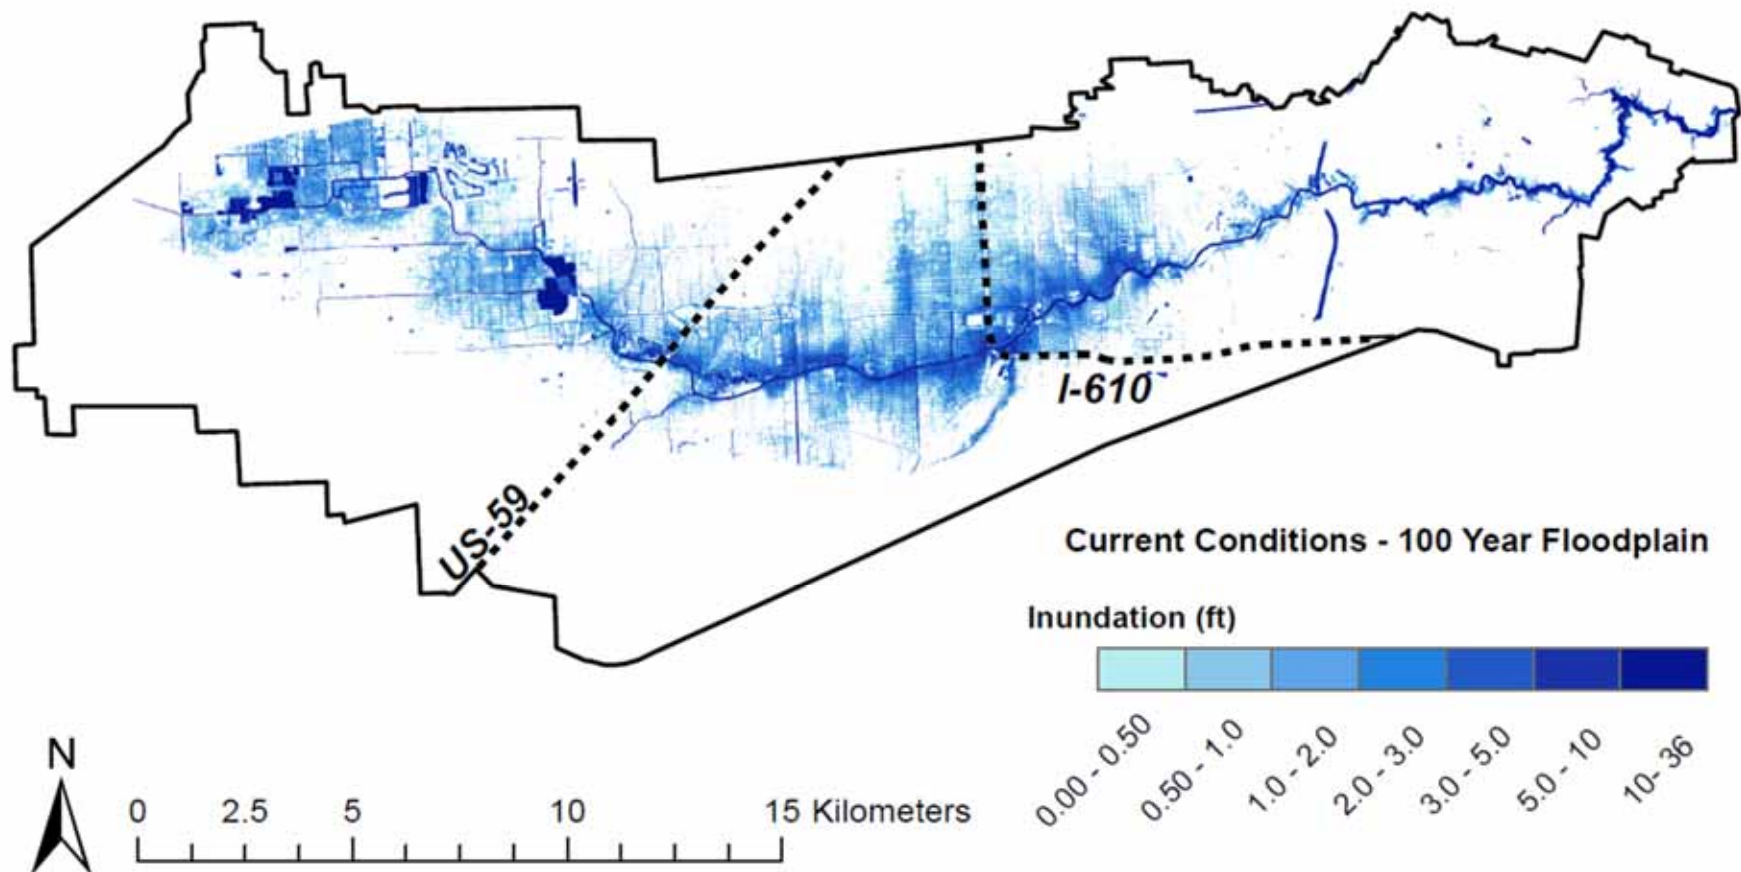 I-610
US-59
Current Conditions - 100 Year Floodplain
Inundation (ft)
0.00 - 0.50
0.50 - 1.0
1.0 - 2.0
2.0 - 3.0
3.0 - 5.0
5.0 - 10
10- 36
N
0 2.5 5 10 15 Kilometers